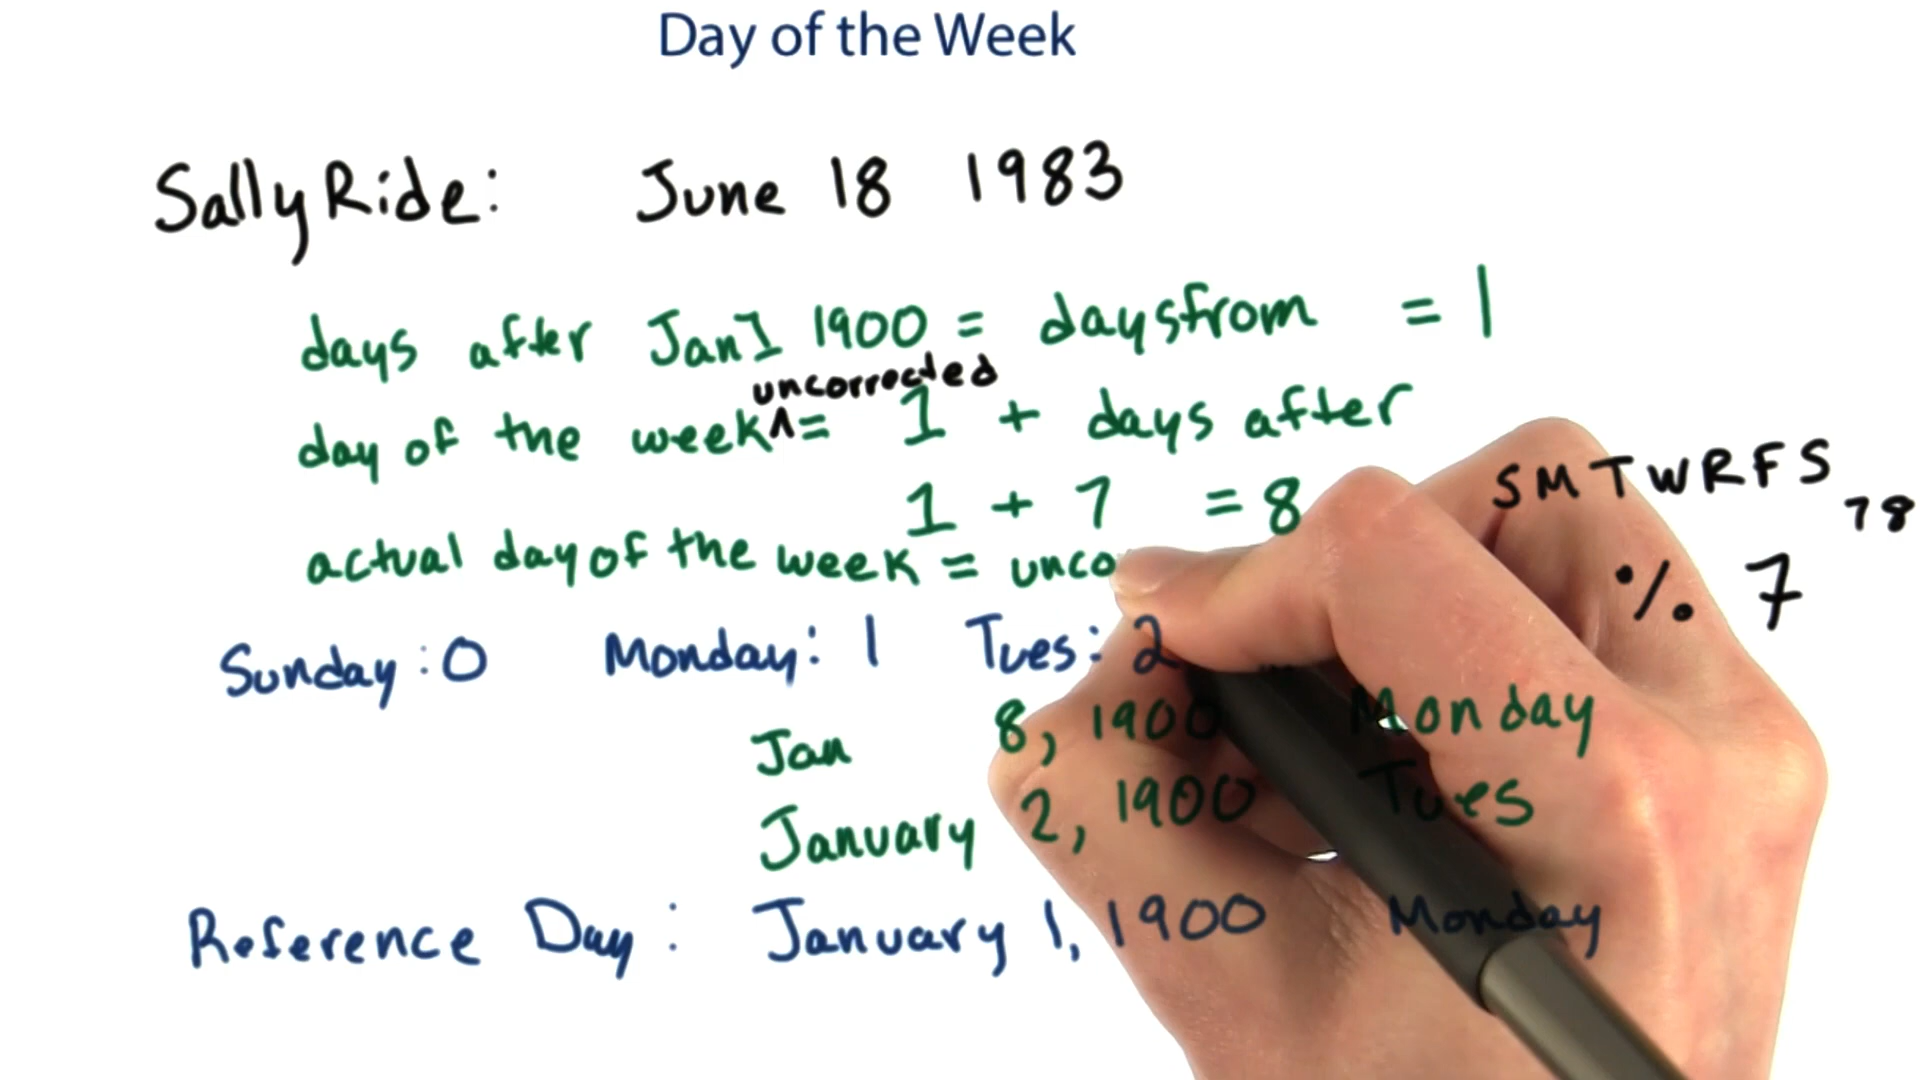 Day of the Week
Sally Ride: June 18 1983
days after Jan 1 1900 = daysfrom = 1
uncorrected
day of the week ^ = 1 + days after
SMTWRFS
1 + 7 = 8
78
actual day of the week = unco
% 7
Sunday: 0 Monday: 1 Tues: 2
Jan 8, 1900 Monday
January 2, 1900 Tues
Reference Day: January 1, 1900 Monday